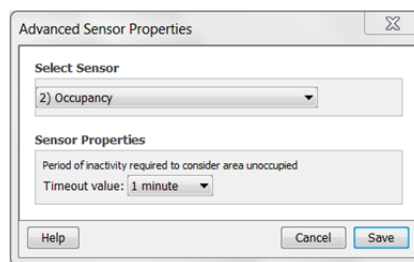 Advanced Sensor Properties
Select Sensor
2) Occupancy
Sensor Properties
Period of inactivity required to consider area unoccupied
Timeout value: 1 minute
Help Cancel Save